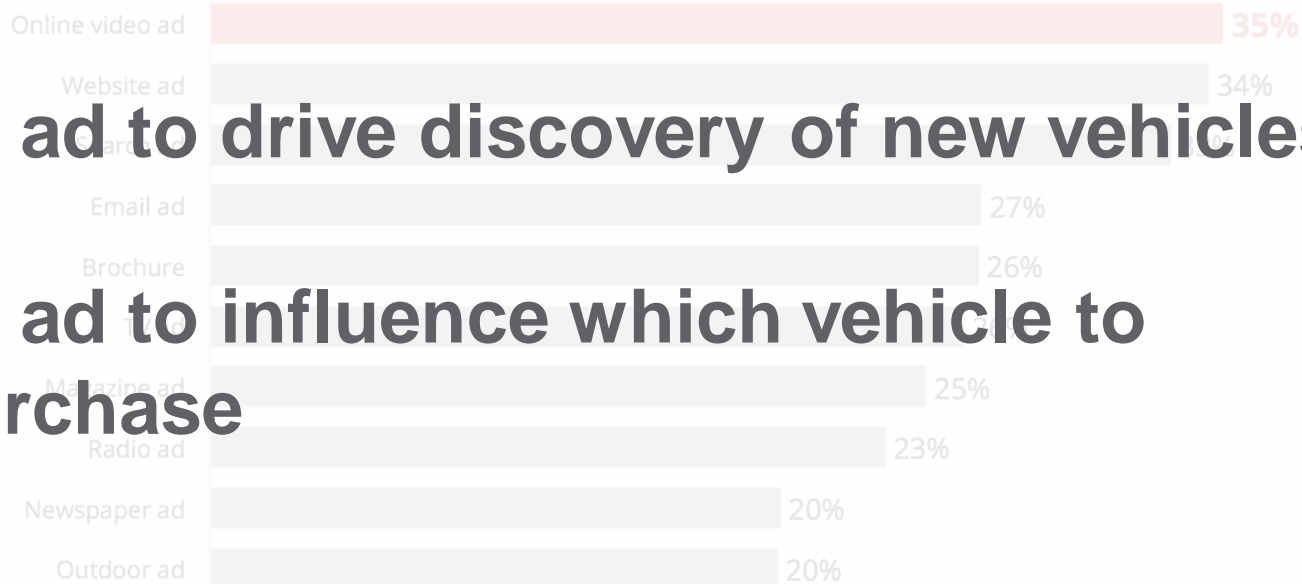 Online video ad 35%
Website ad 34%
ad to drive discovery of new vehicles
Email ad 27%
Brochure 26%
ad to influence which vehicle to
Magazine ad 25%
rchase
Radio ad 23%
Newspaper ad 20%
Outdoor ad 20%